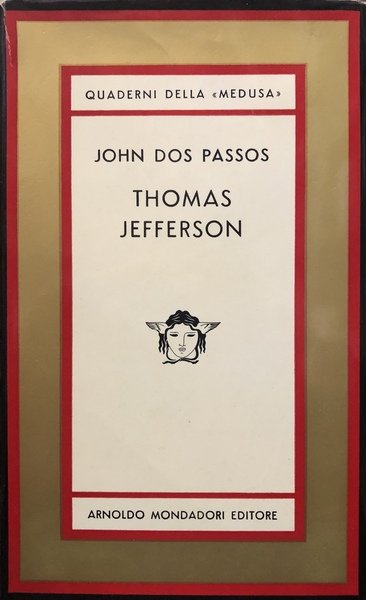 QUADERNI DELLA «MEDUSA»
JOHN DOS PASSOS
THOMAS
JEFFERSON
ARNOLDO MONDADORI EDITORE